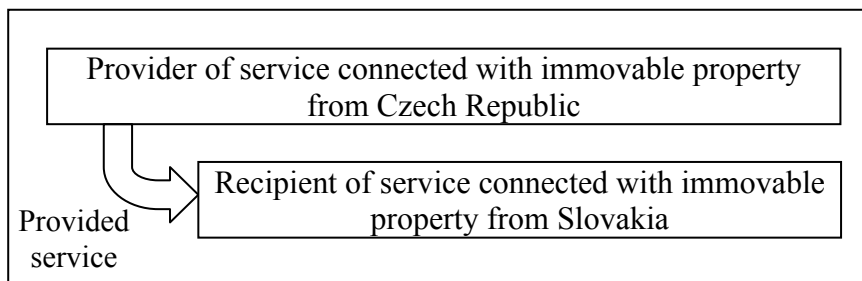 Provider of service connected with immovable property
from Czech Republic
Recipient of service connected with immovable
property from Slovakia
Provided
service